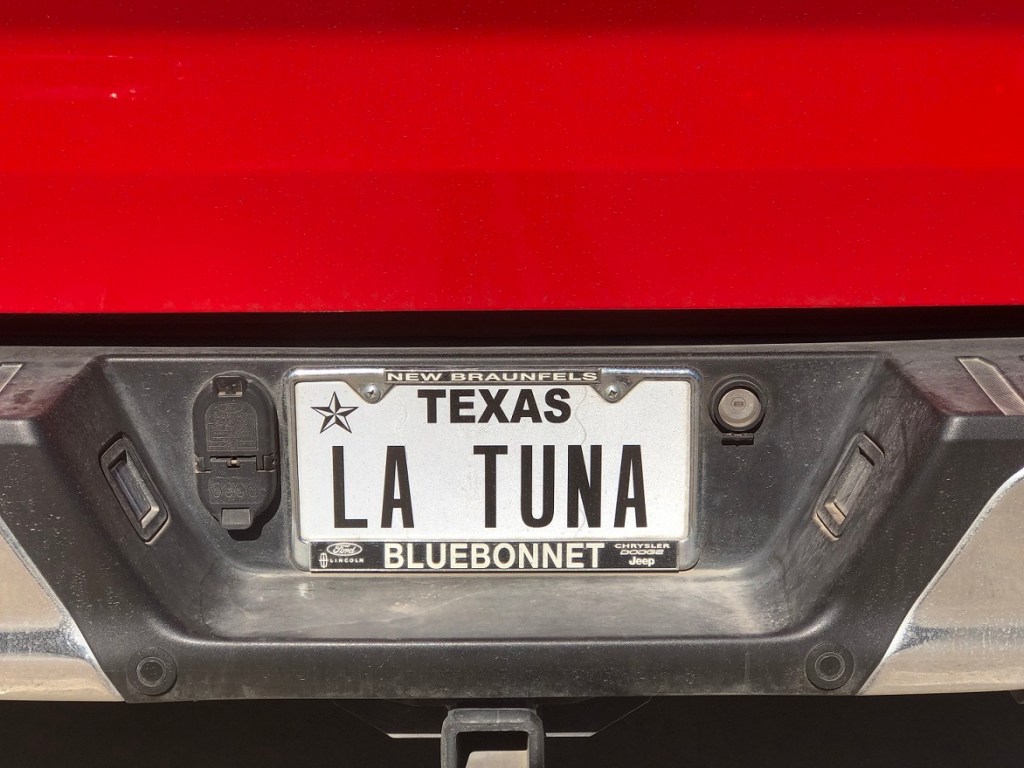 NEW BRAUNFELS
TEXAS
LA TUNA
Ford
LINCOLN
BLUEBONNET
CHRYSLER
DODGE
Jeep